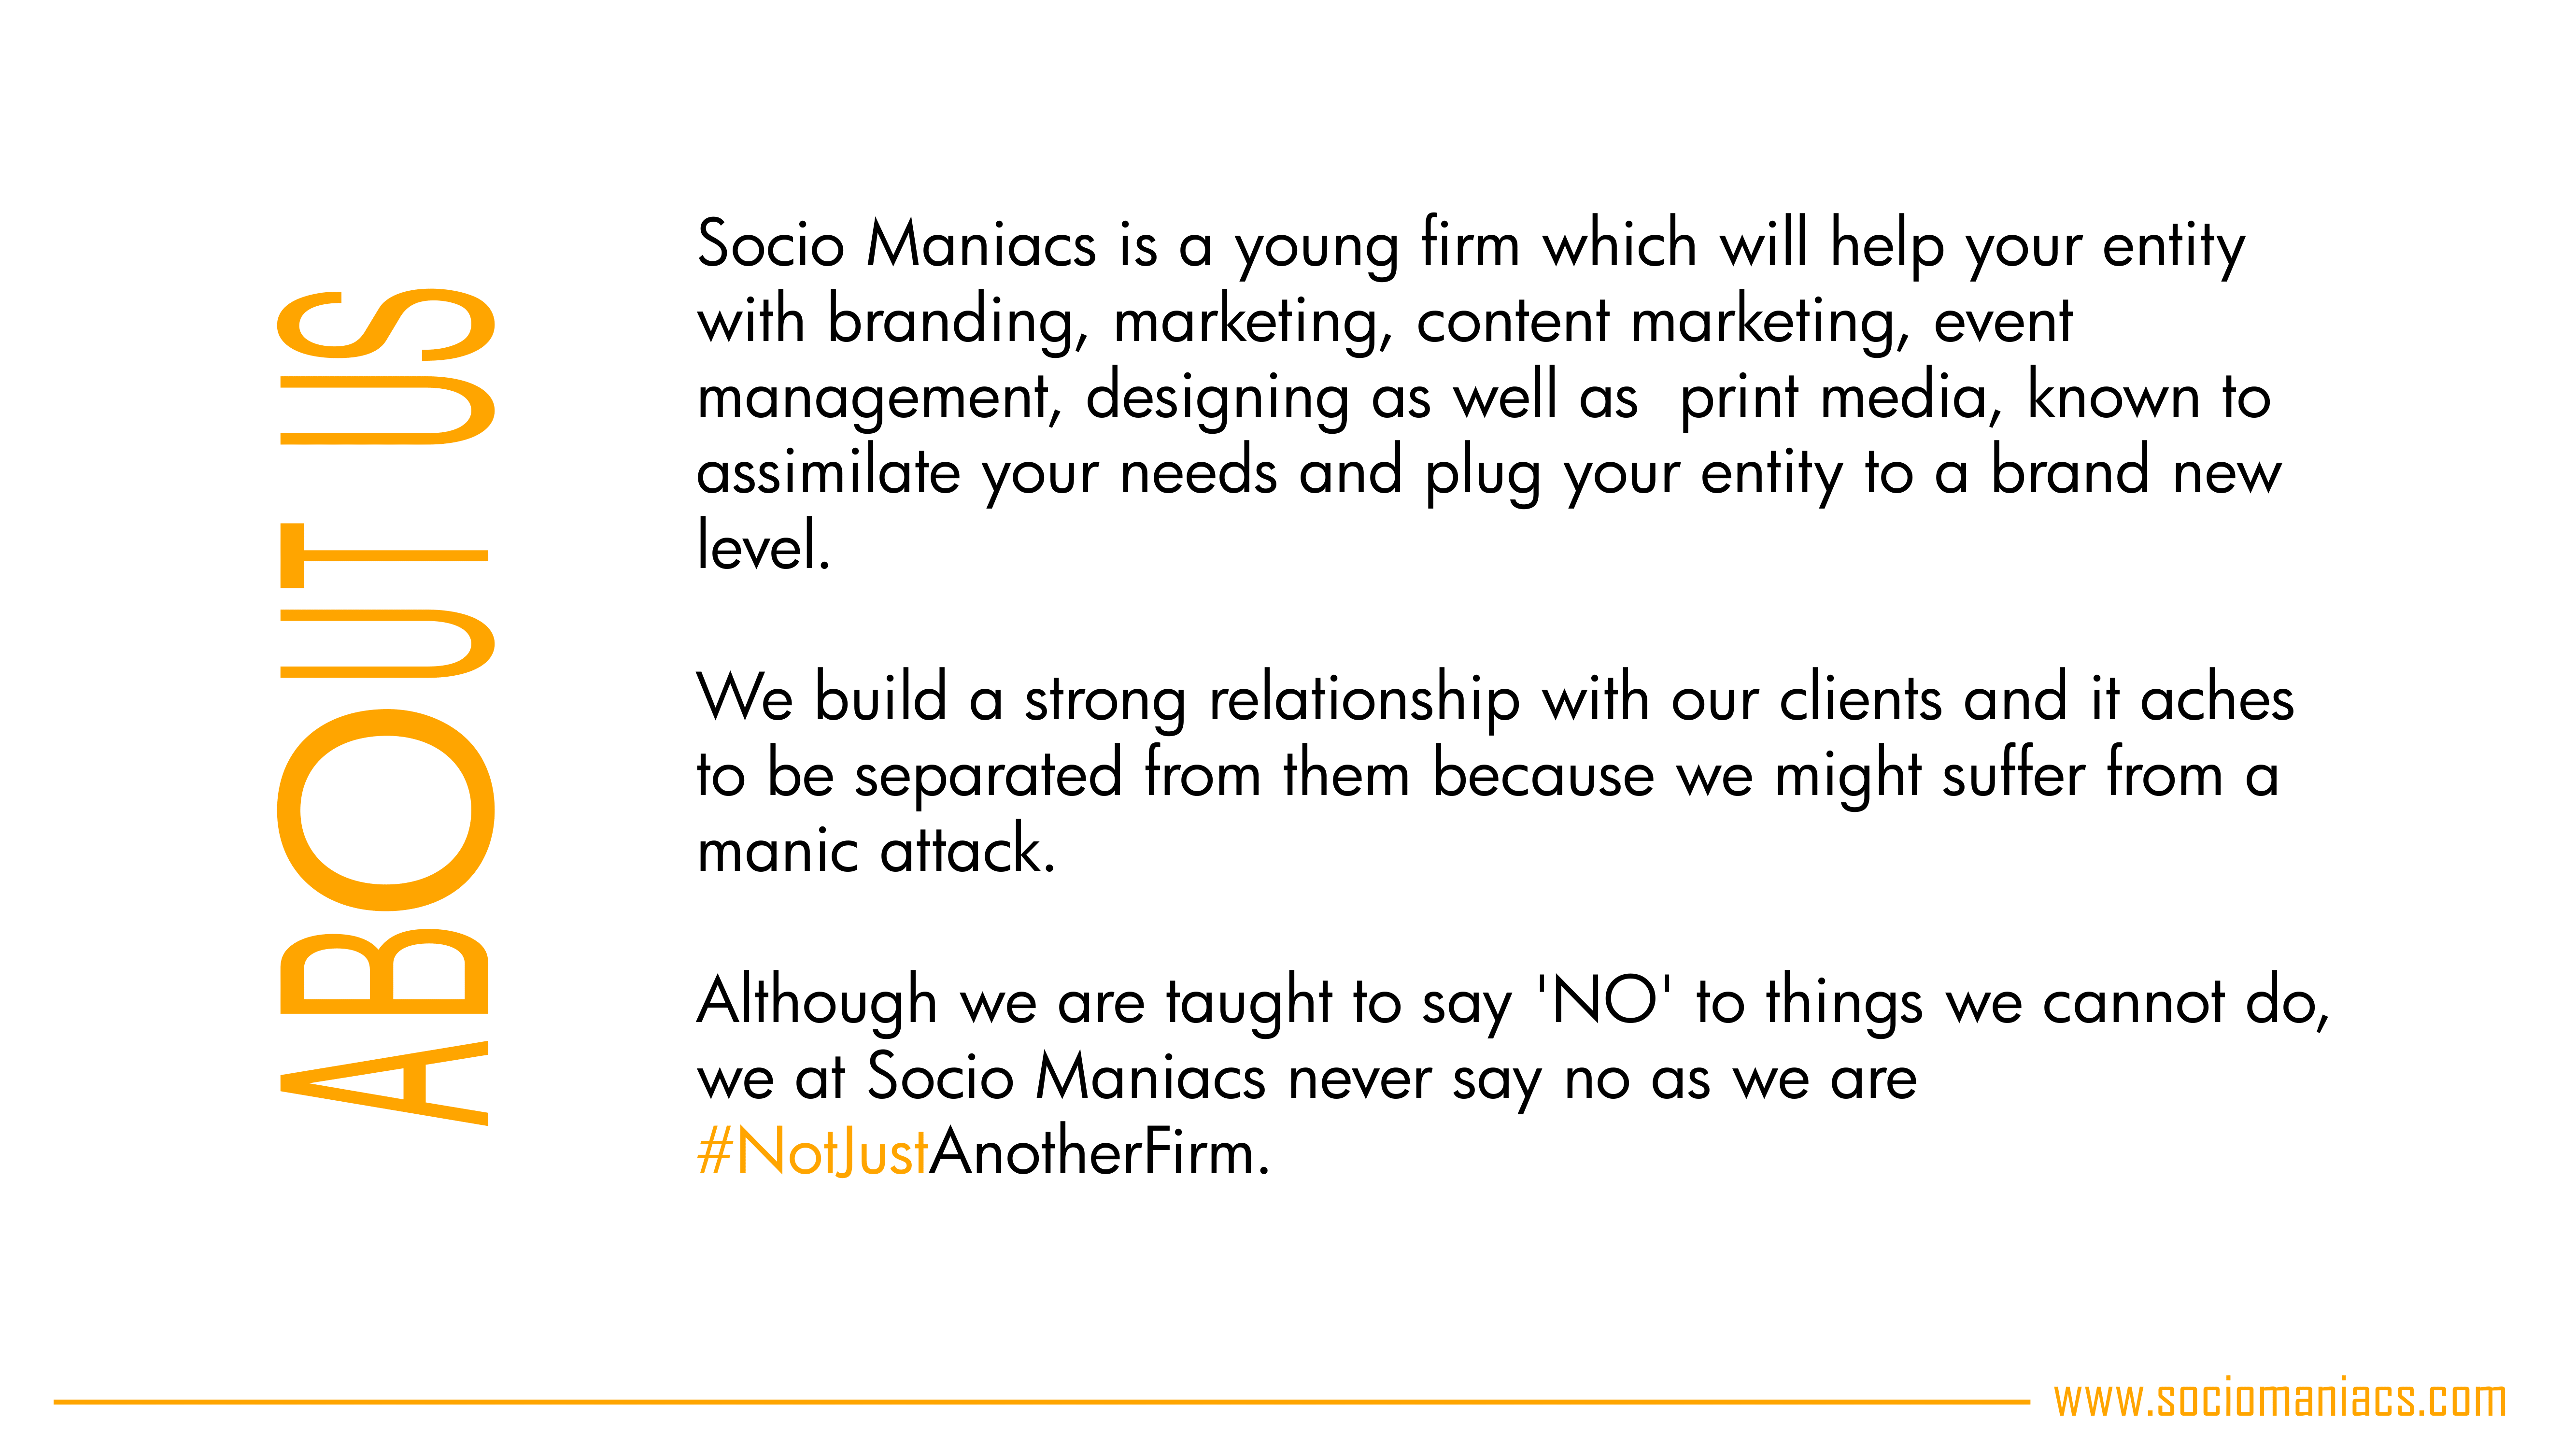 ABOUT US
Socio Maniacs is a young firm which will help your entity
with branding, marketing, content marketing, event
management, designing as well as  print media, known to
assimilate your needs and plug your entity to a brand new
level.
We build a strong relationship with our clients and it aches
to be separated from them because we might suffer from a
manic attack.
Although we are taught to say 'NO' to things we cannot do,
we at Socio Maniacs never say no as we are
#NotJustAnotherFirm.
www.sociomaniacs.com